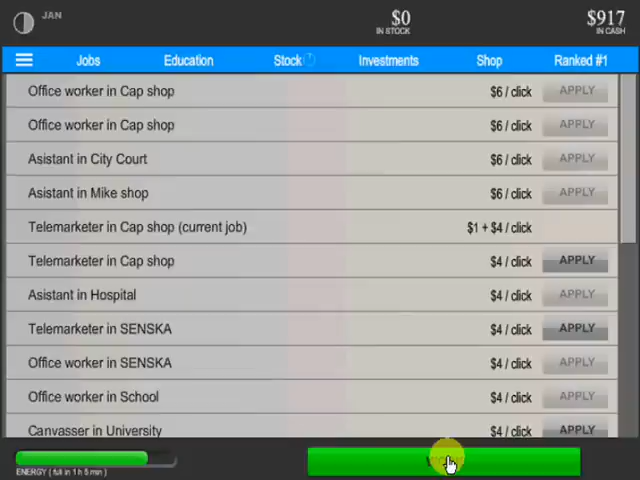 JAN
$0
IN STOCK
$917
IN CASH
Jobs Education Stock Investments Shop Ranked #1
Office worker in Cap shop $6 / click APPLY
Office worker in Cap shop $6 / click APPLY
Asistant in City Court $6 / click APPLY
Asistant in Mike shop $6 / click APPLY
Telemarketer in Cap shop (current job) $1 + $4 / click
Telemarketer in Cap shop $4 / click APPLY
Asistant in Hospital $4 / click APPLY
Telemarketer in SENSKA $4 / click APPLY
Office worker in SENSKA $4 / click APPLY
Office worker in School $4 / click APPLY
Canvasser in University $4 / click APPLY
ENERGY ( full in 1 h 5 min )